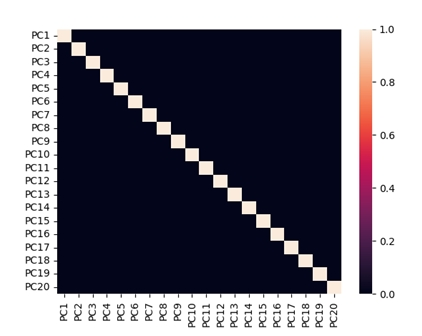 PC1
PC2
PC3
PC4
PC5
PC6
PC7
PC8
PC9
PC10
PC11
PC12
PC13
PC14
PC15
PC16
PC17
PC18
PC19
PC20
PC1 PC2 PC3 PC4 PC5 PC6 PC7 PC8 PC9 PC10 PC11 PC12 PC13 PC14 PC15 PC16 PC17 PC18 PC19 PC20
1.0
0.8
0.6
0.4
0.2
0.0